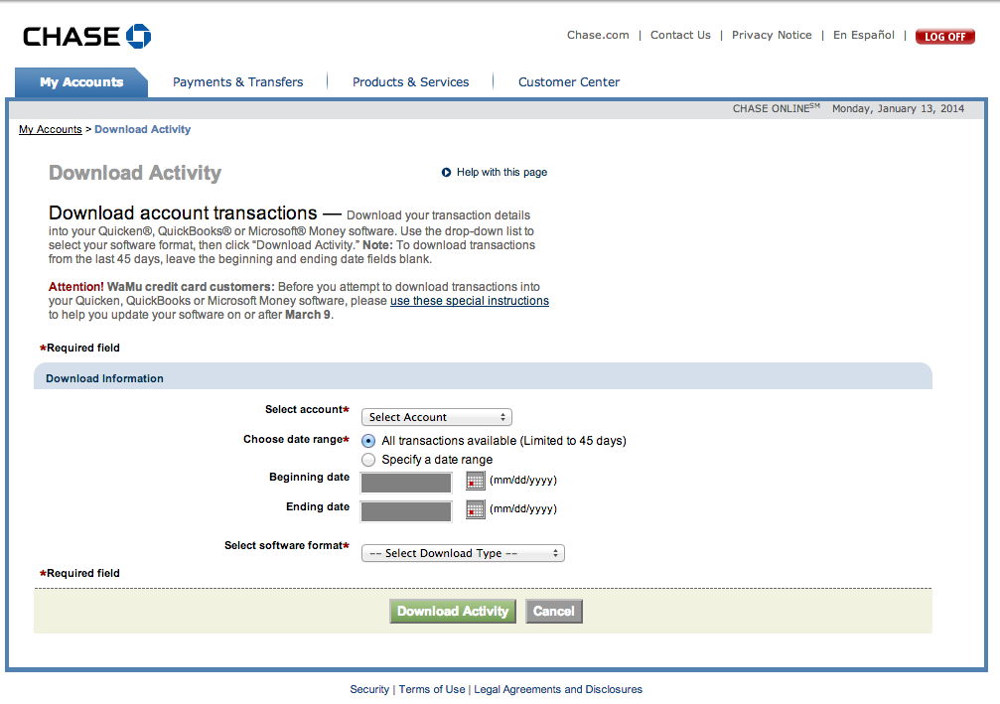 CHASE
Chase.com | Contact Us | Privacy Notice | En Español | LOG OFF
My Accounts Payments & Transfers Products & Services Customer Center
CHASE ONLINE℠ Monday, January 13, 2014
My Accounts > Download Activity
Download Activity
Help with this page
Download account transactions — Download your transaction details
into your Quicken®, QuickBooks® or Microsoft® Money software. Use the drop-down list to
select your software format, then click "Download Activity." Note: To download transactions
from the last 45 days, leave the beginning and ending date fields blank.
Attention! WaMu credit card customers: Before you attempt to download transactions into
your Quicken, QuickBooks or Microsoft Money software, please use these special instructions
to help you update your software on or after March 9.
*Required field
Download Information
Select account* Select Account
Choose date range* All transactions available (Limited to 45 days)
Specify a date range
Beginning date (mm/dd/yyyy)
Ending date (mm/dd/yyyy)
Select software format* -- Select Download Type --
*Required field
Download Activity Cancel
Security | Terms of Use | Legal Agreements and Disclosures